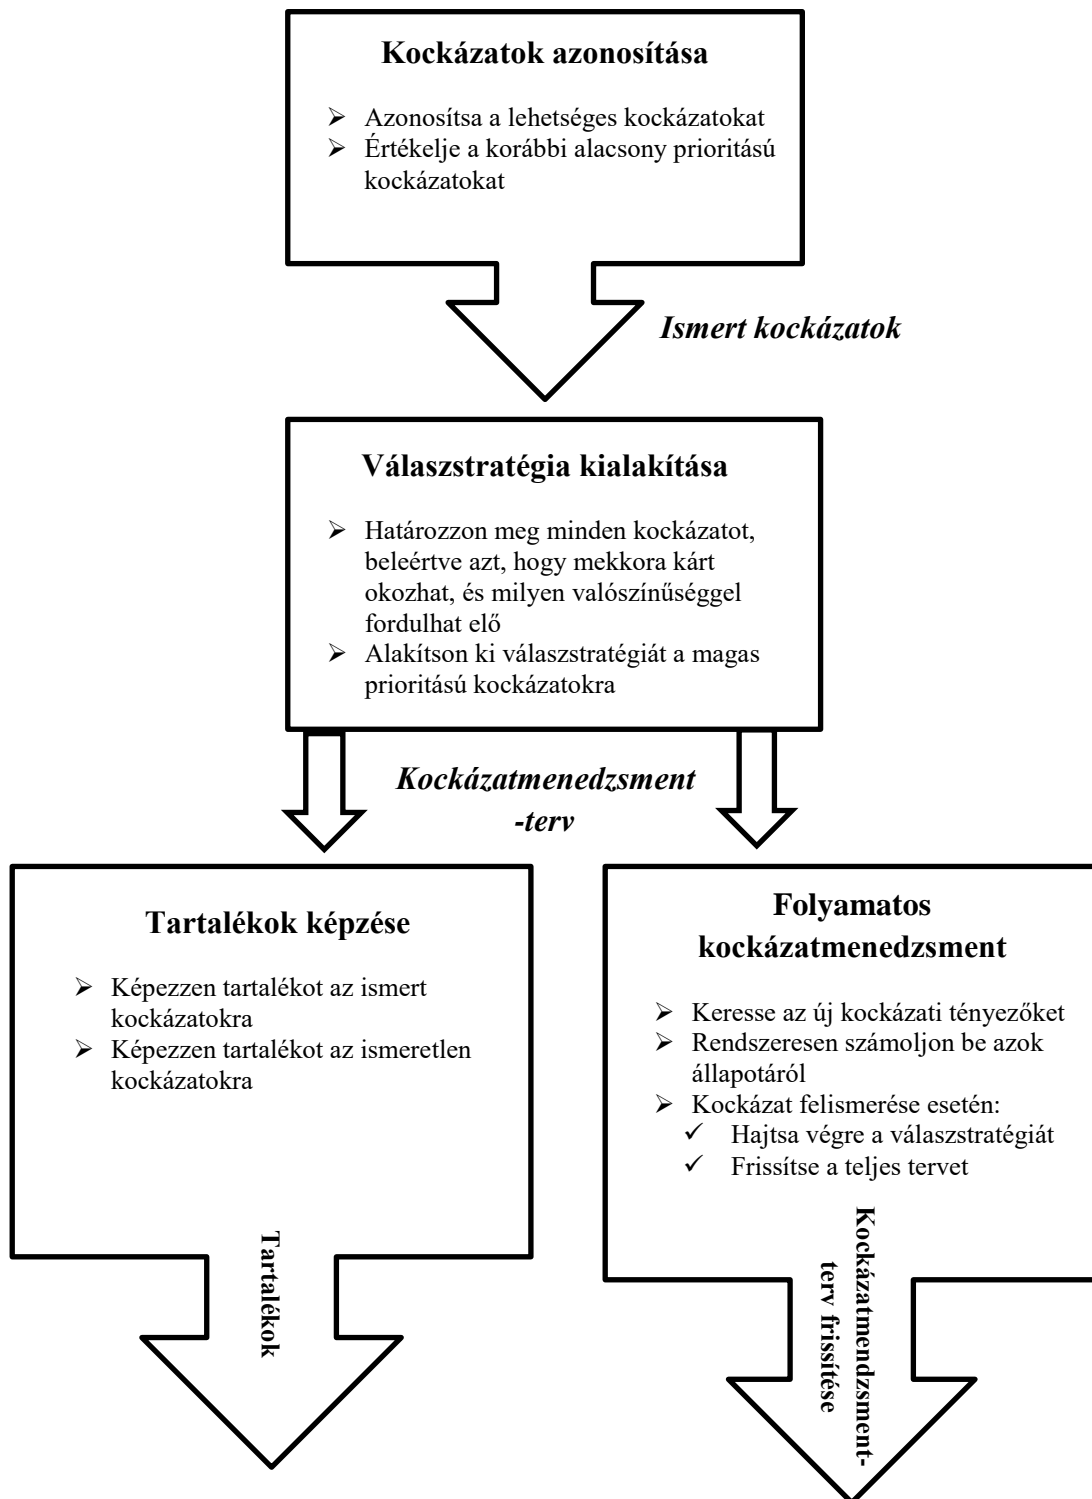 Kockázatok azonosítása
➢ Azonosítsa a lehetséges kockázatokat
➢ Értékelje a korábbi alacsony prioritású
kockázatokat
Ismert kockázatok
Válaszstratégia kialakítása
➢ Határozzon meg minden kockázatot,
beleértve azt, hogy mekkora kárt
okozhat, és milyen valószínűséggel
fordulhat elő
➢ Alakítson ki válaszstratégiát a magas
prioritású kockázatokra
Kockázatmenedzsment
-terv
Tartalékok képzése
➢ Képezzen tartalékot az ismert
kockázatokra
➢ Képezzen tartalékot az ismeretlen
kockázatokra
Tartalékok
Folyamatos
kockázatmenedzsment
➢ Keresse az új kockázati tényezőket
➢ Rendszeresen számoljon be azok
állapotáról
➢ Kockázat felismerése esetén:
✓ Hajtsa végre a válaszstratégiát
✓ Frissítse a teljes tervet
Kockázatmendzsment-
terv frissítése